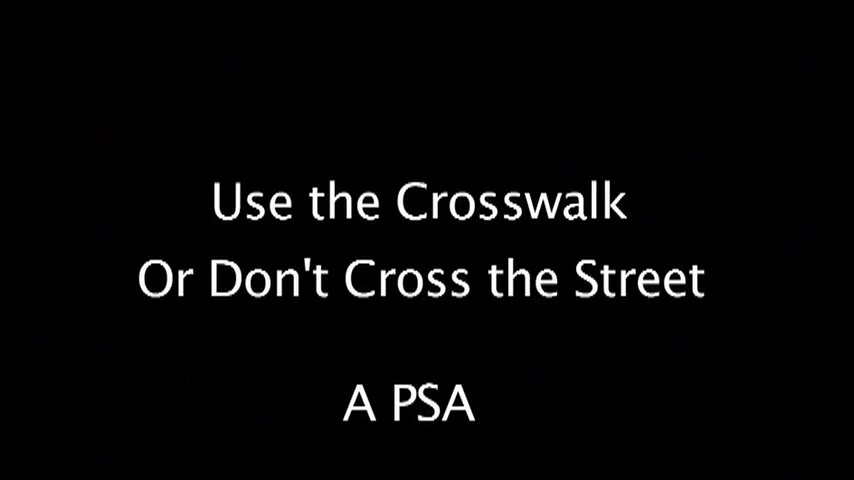 Use the Crosswalk
Or Don't Cross the Street
A PSA